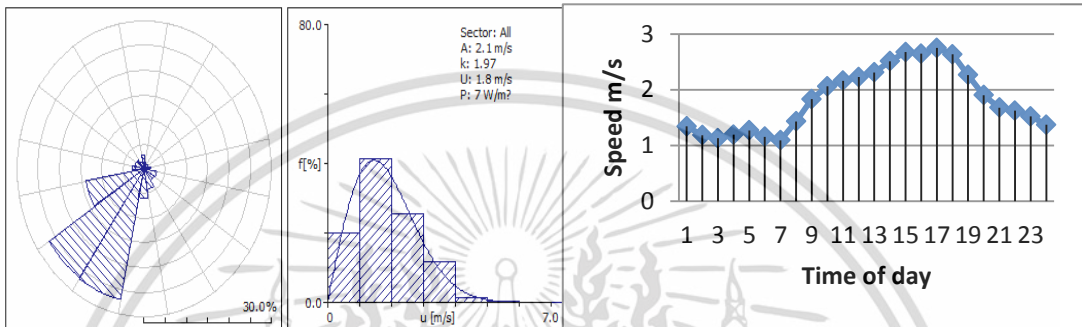 30.0%
80.0
Sector: All
A: 2.1 m/s
k: 1.97
U: 1.8 m/s
P: 7 W/m?
f[%]
0.0
0
u [m/s]
7.0
Speed m/s
3
2
1
0
1 3 5 7 9 11 13 15 17 19 21 23
Time of day